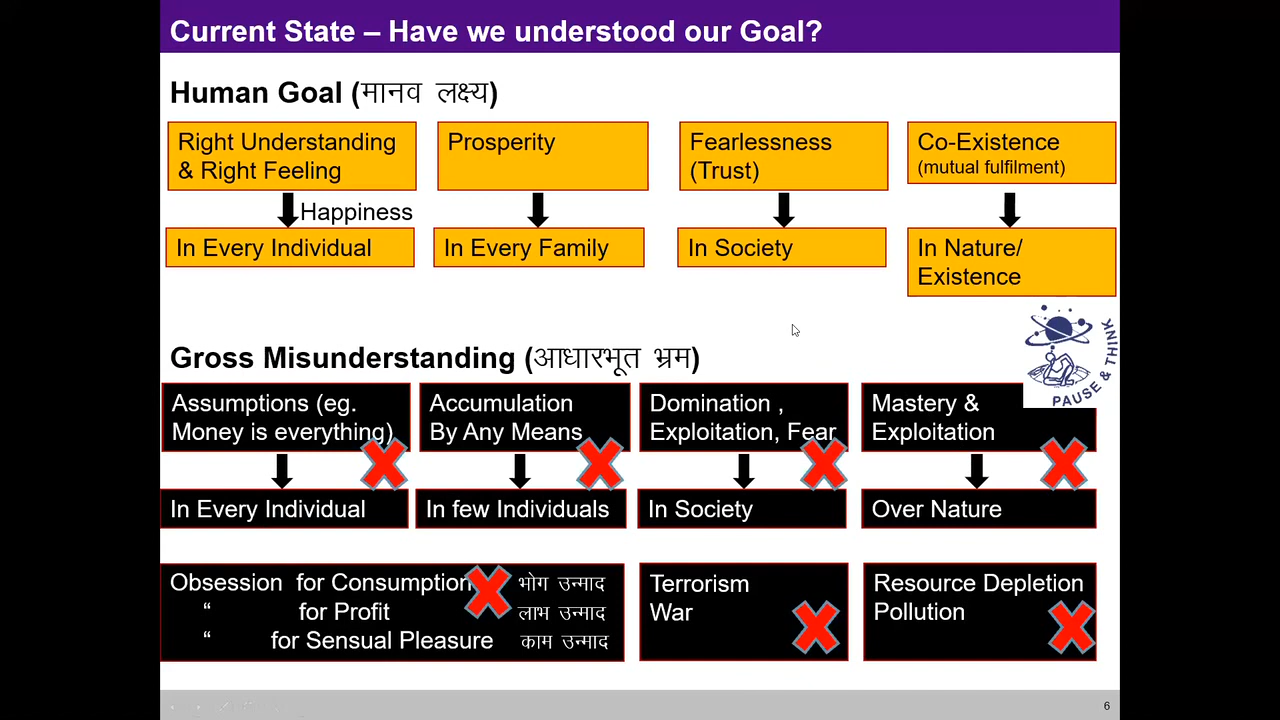 Current State – Have we understood our Goal?
Human Goal (मानव लक्ष्य)
Right Understanding
& Right Feeling
Prosperity
Fearlessness
(Trust)
Co-Existence
(mutual fulfilment)
Happiness
In Every Individual
In Every Family
In Society
In Nature/
Existence
PAUSE & THINK
Gross Misunderstanding (आधारभूत भ्रम)
Assumptions (eg.
Money is everything)
Accumulation
By Any Means
Domination ,
Exploitation, Fear
Mastery &
Exploitation
In Every Individual
In few Individuals
In Society
Over Nature
Obsession for Consumption भोग उन्माद
“ for Profit लाभ उन्माद
“ for Sensual Pleasure काम उन्माद
Terrorism
War
Resource Depletion
Pollution
6